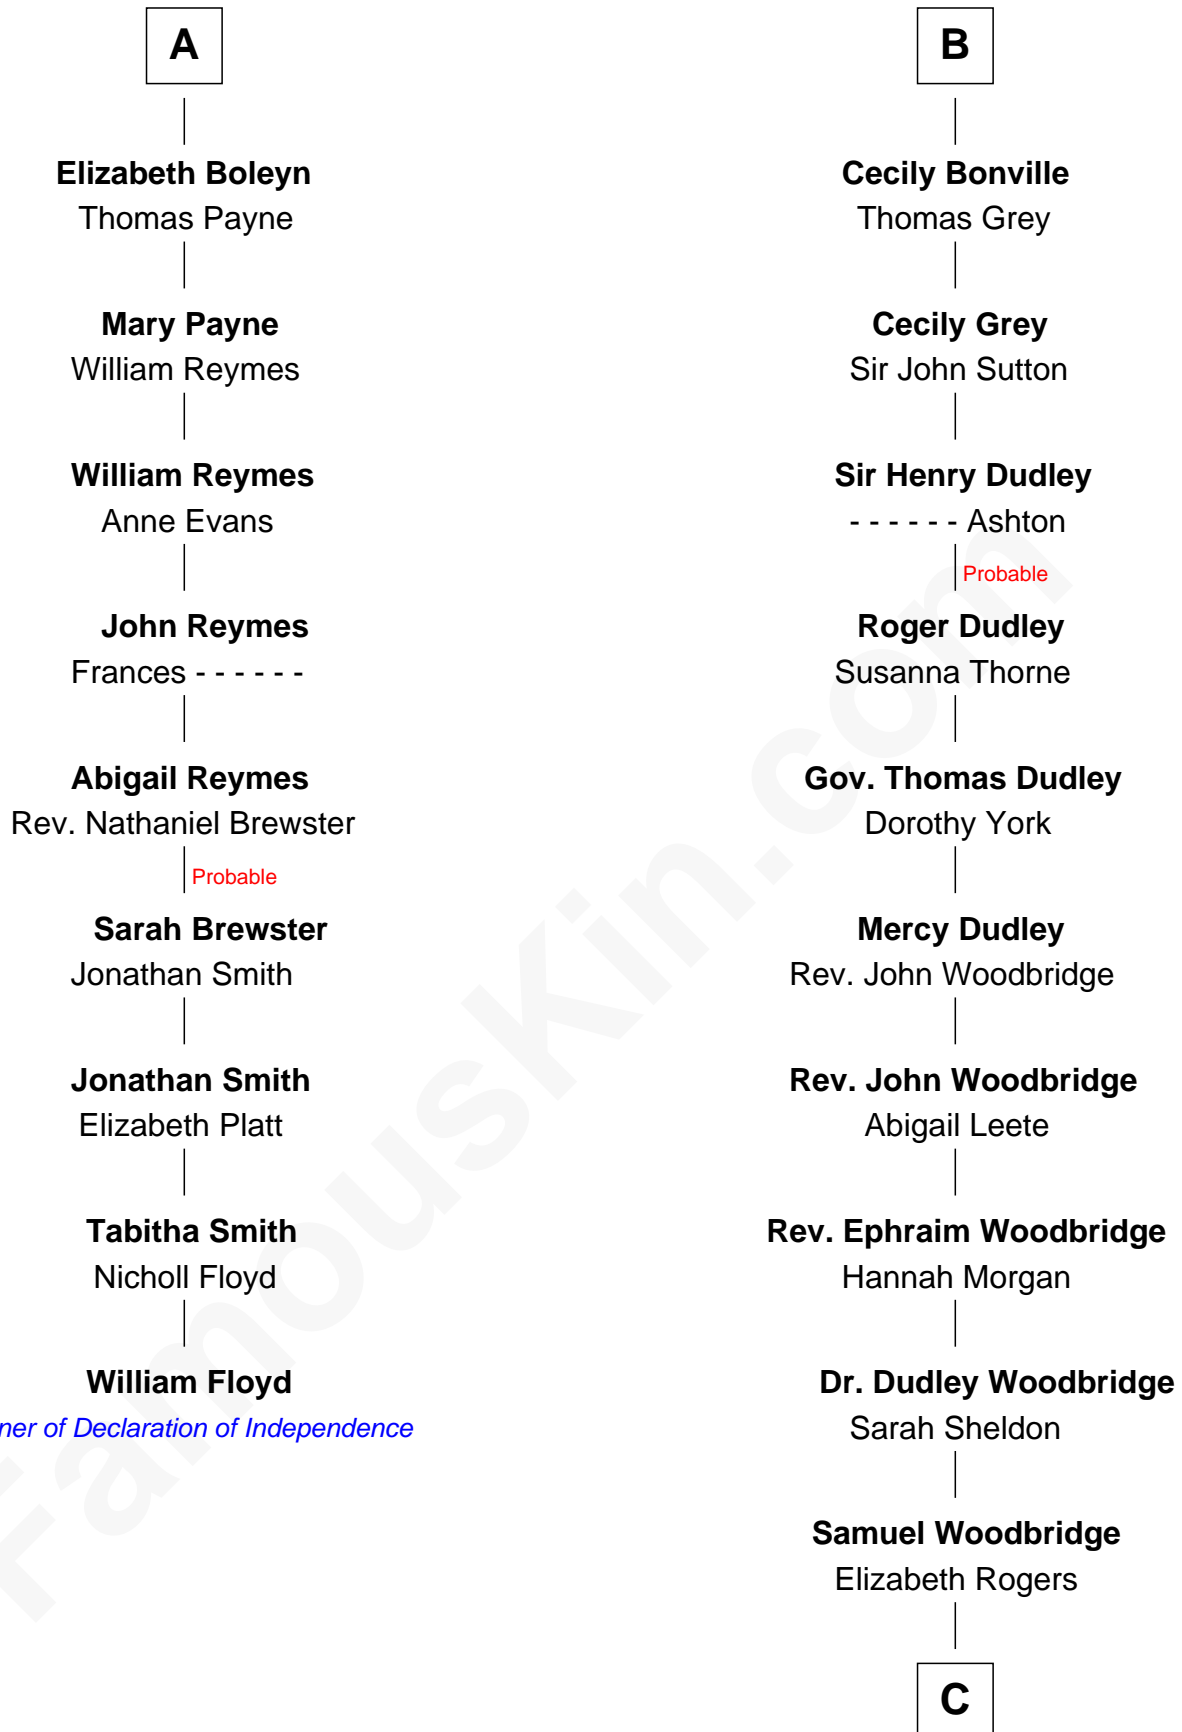 A
Elizabeth Boleyn
Thomas Payne
Mary Payne
William Reymes
William Reymes
Anne Evans
John Reymes
Frances - - - - - -
Abigail Reymes
Rev. Nathaniel Brewster
Probable
Sarah Brewster
Jonathan Smith
Jonathan Smith
Elizabeth Platt
Tabitha Smith
Nicholl Floyd
William Floyd
ner of Declaration of Independence
B
Cecily Bonville
Thomas Grey
Cecily Grey
Sir John Sutton
Sir Henry Dudley
- - - - - - Ashton
Probable
Roger Dudley
Susanna Thorne
Gov. Thomas Dudley
Dorothy York
Mercy Dudley
Rev. John Woodbridge
Rev. John Woodbridge
Abigail Leete
Rev. Ephraim Woodbridge
Hannah Morgan
Dr. Dudley Woodbridge
Sarah Sheldon
Samuel Woodbridge
Elizabeth Rogers
C
FamousKin.com